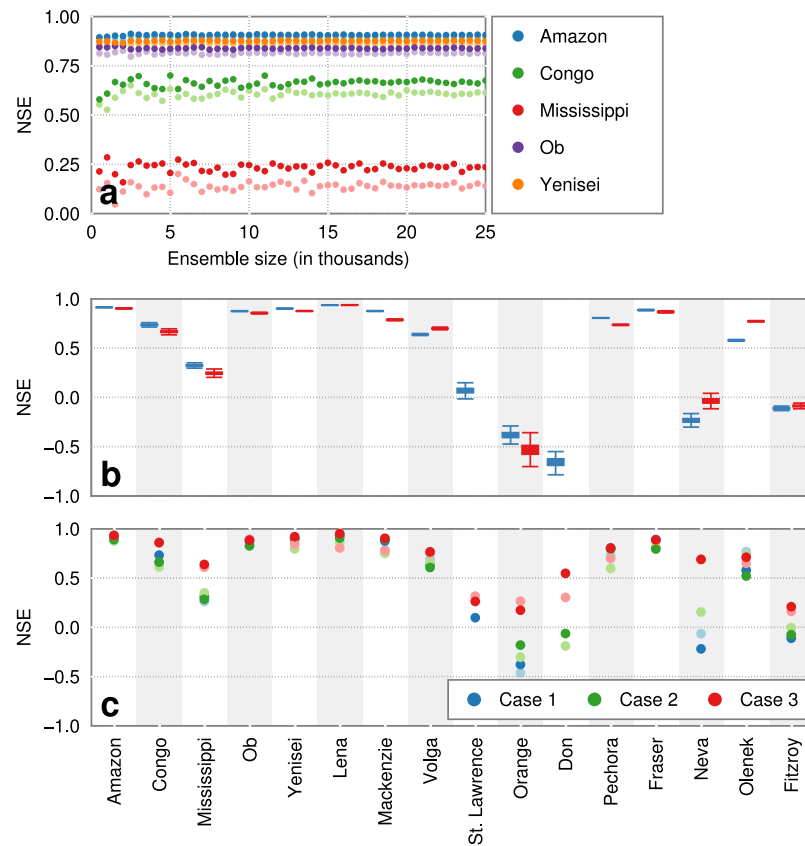 1.00
0.75
0.50
0.25
0.00
NSE
a
0
5
10
15
20
25
Ensemble size (in thousands)
Amazon
Congo
Mississippi
Ob
Yenisei
1.0
0.5
0.0
−0.5
−1.0
NSE
b
1.0
0.5
0.0
−0.5
−1.0
NSE
c
Case 1
Case 2
Case 3
Amazon
Congo
Mississippi
Ob
Yenisei
Lena
Mackenzie
Volga
St. Lawrence
Orange
Don
Pechora
Fraser
Neva
Olenek
Fitzroy